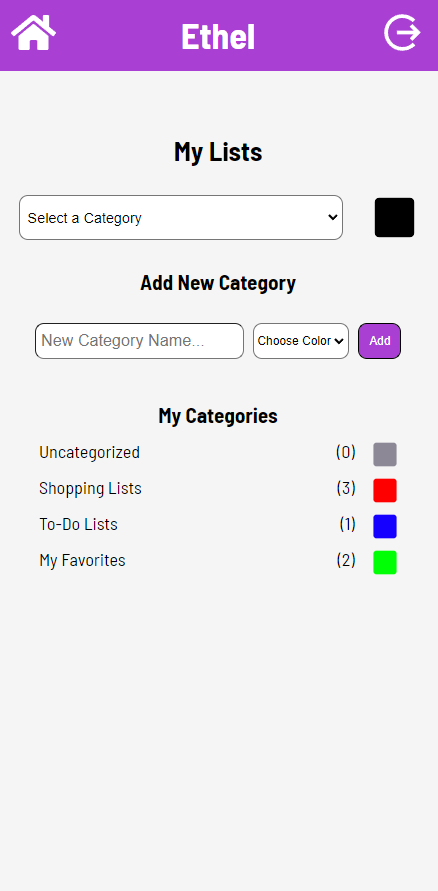 Ethel
My Lists
Select a Category
Add New Category
New Category Name... Choose Color Add
My Categories
Uncategorized (0)
Shopping Lists (3)
To-Do Lists (1)
My Favorites (2)